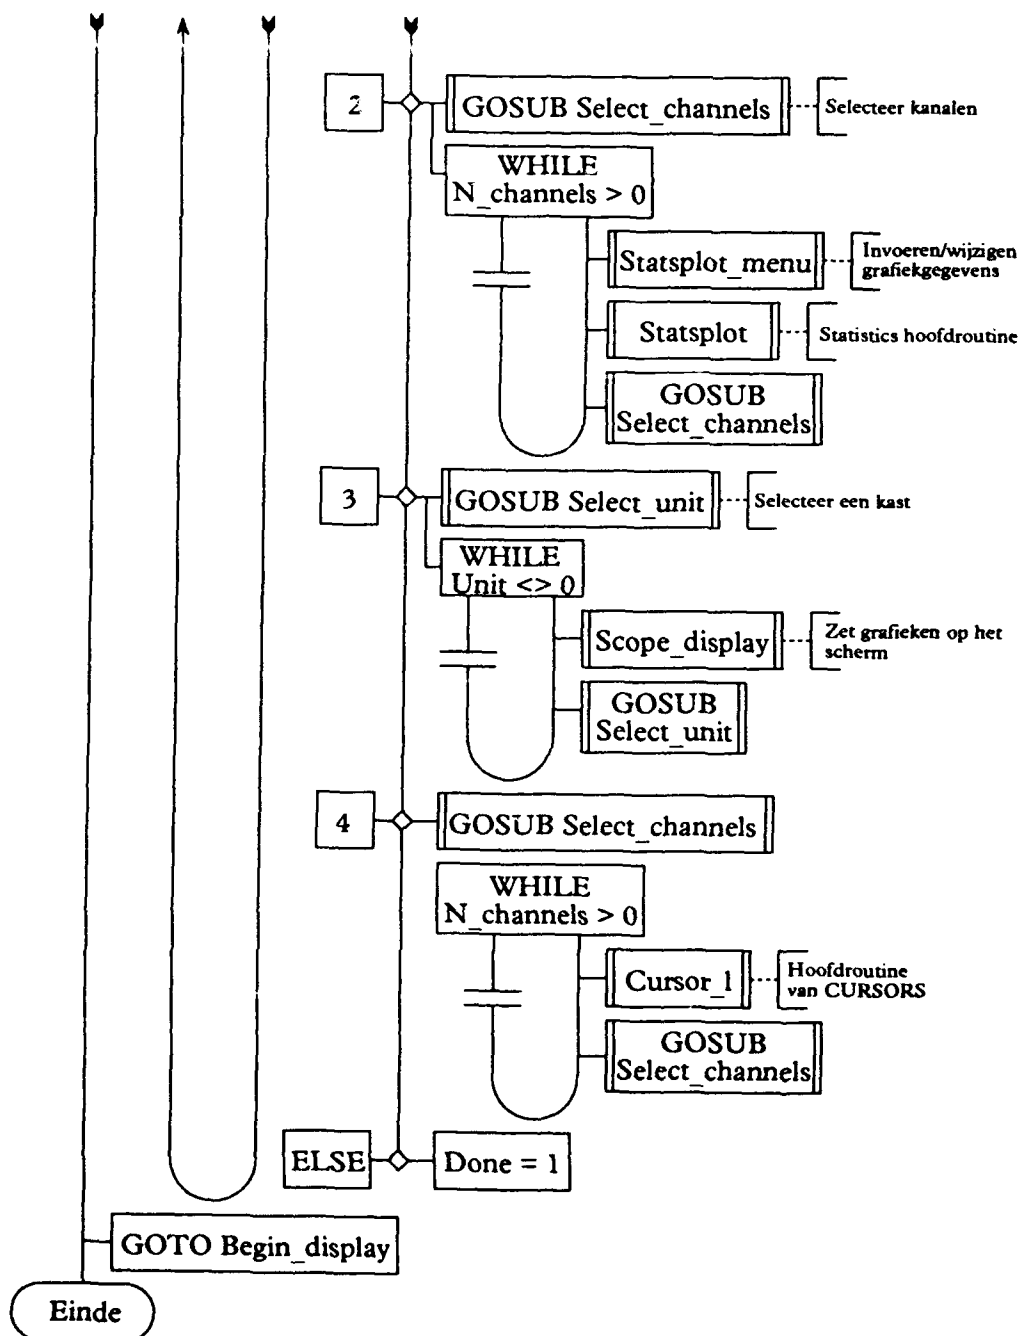 2
GOSUB Select_channels
Selecteer kanalen
WHILE
N_channels > 0
Statsplot_menu
Invoeren/wijzigen
grafiekgegevens
Statsplot
Statistics hoofdroutine
GOSUB
Select_channels
3
GOSUB Select_unit
Selecteer een kast
WHILE
Unit <> 0
Scope_display
Zet grafieken op het
scherm
GOSUB
Select_unit
4
GOSUB Select_channels
WHILE
N_channels > 0
Cursor_1
Hoofdroutine
van CURSORS
GOSUB
Select_channels
ELSE
Done = 1
GOTO Begin_display
Einde